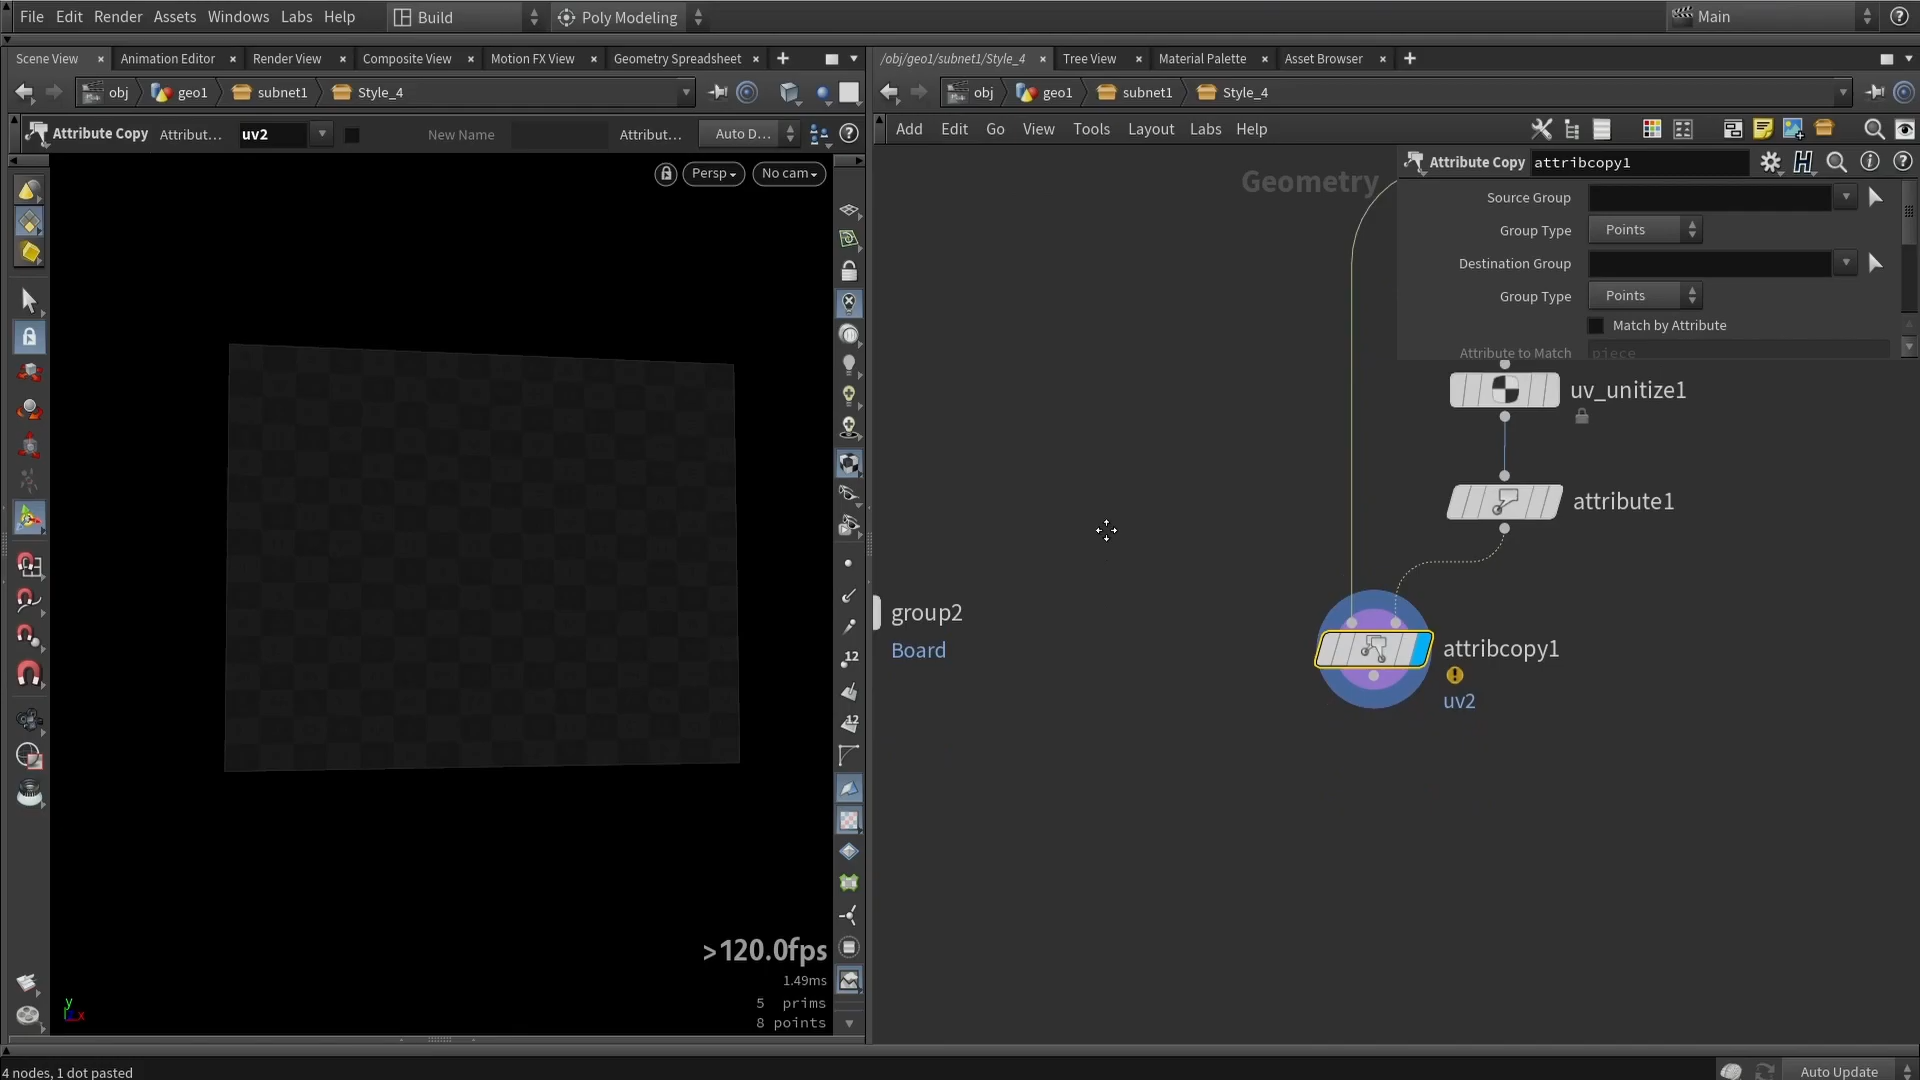 File Edit Render Assets Windows Labs Help Build Poly Modeling Main
Scene View Animation Editor Render View Composite View Motion FX View Geometry Spreadsheet
obj geo1 subnet1 Style_4
Attribute Copy Attribut... uv2 New Name Attribut... Auto D...
Persp No cam
12
12
>120.0fps
1.49ms
5 prims
8 points
y
x
/obj/geo1/subnet1/Style_4 Tree View Material Palette Asset Browser
obj geo1 subnet1 Style_4
Add Edit Go View Tools Layout Labs Help
Geometry
Attribute Copy attribcopy1
Source Group
Group Type Points
Destination Group
Group Type Points
Match by Attribute
Attribute to Match piece
uv_unitize1
attribute1
group2
Board
attribcopy1
uv2
4 nodes, 1 dot pasted
Auto Update